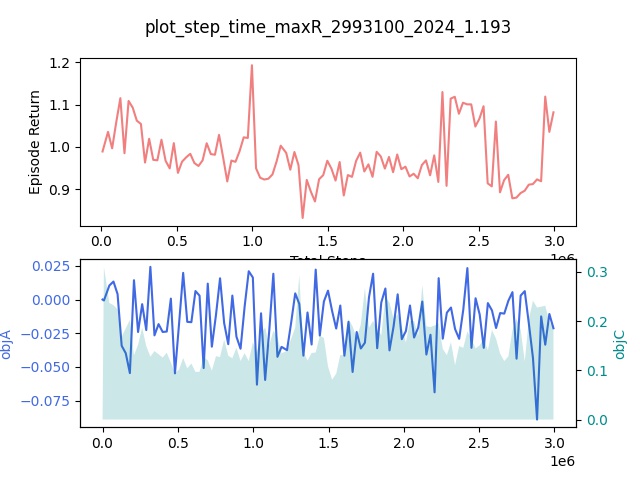 plot_step_time_maxR_2993100_2024_1.193
1.2
1.1
1.0
0.9
Episode Return
0.0 0.5 1.0 1.5 2.0 2.5 3.0
1e6
Total Steps
0.025
0.000
−0.025
−0.050
−0.075
objA
0.3
0.2
0.1
0.0
objC
0.0 0.5 1.0 1.5 2.0 2.5 3.0
1e6